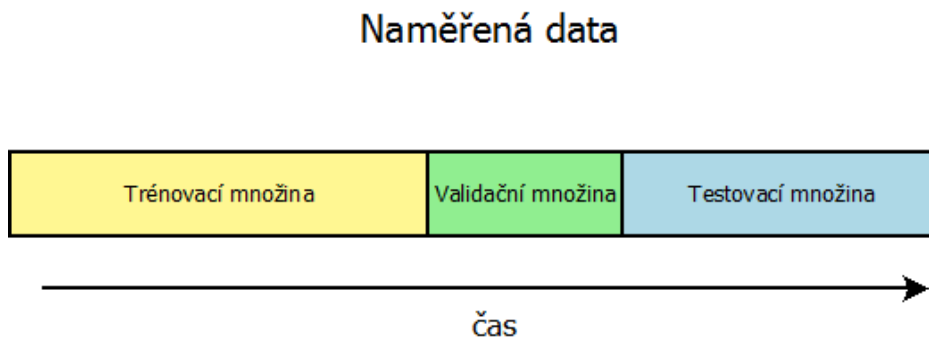 Naměřená data
Trénovací množina
Validační množina
Testovací množina
čas